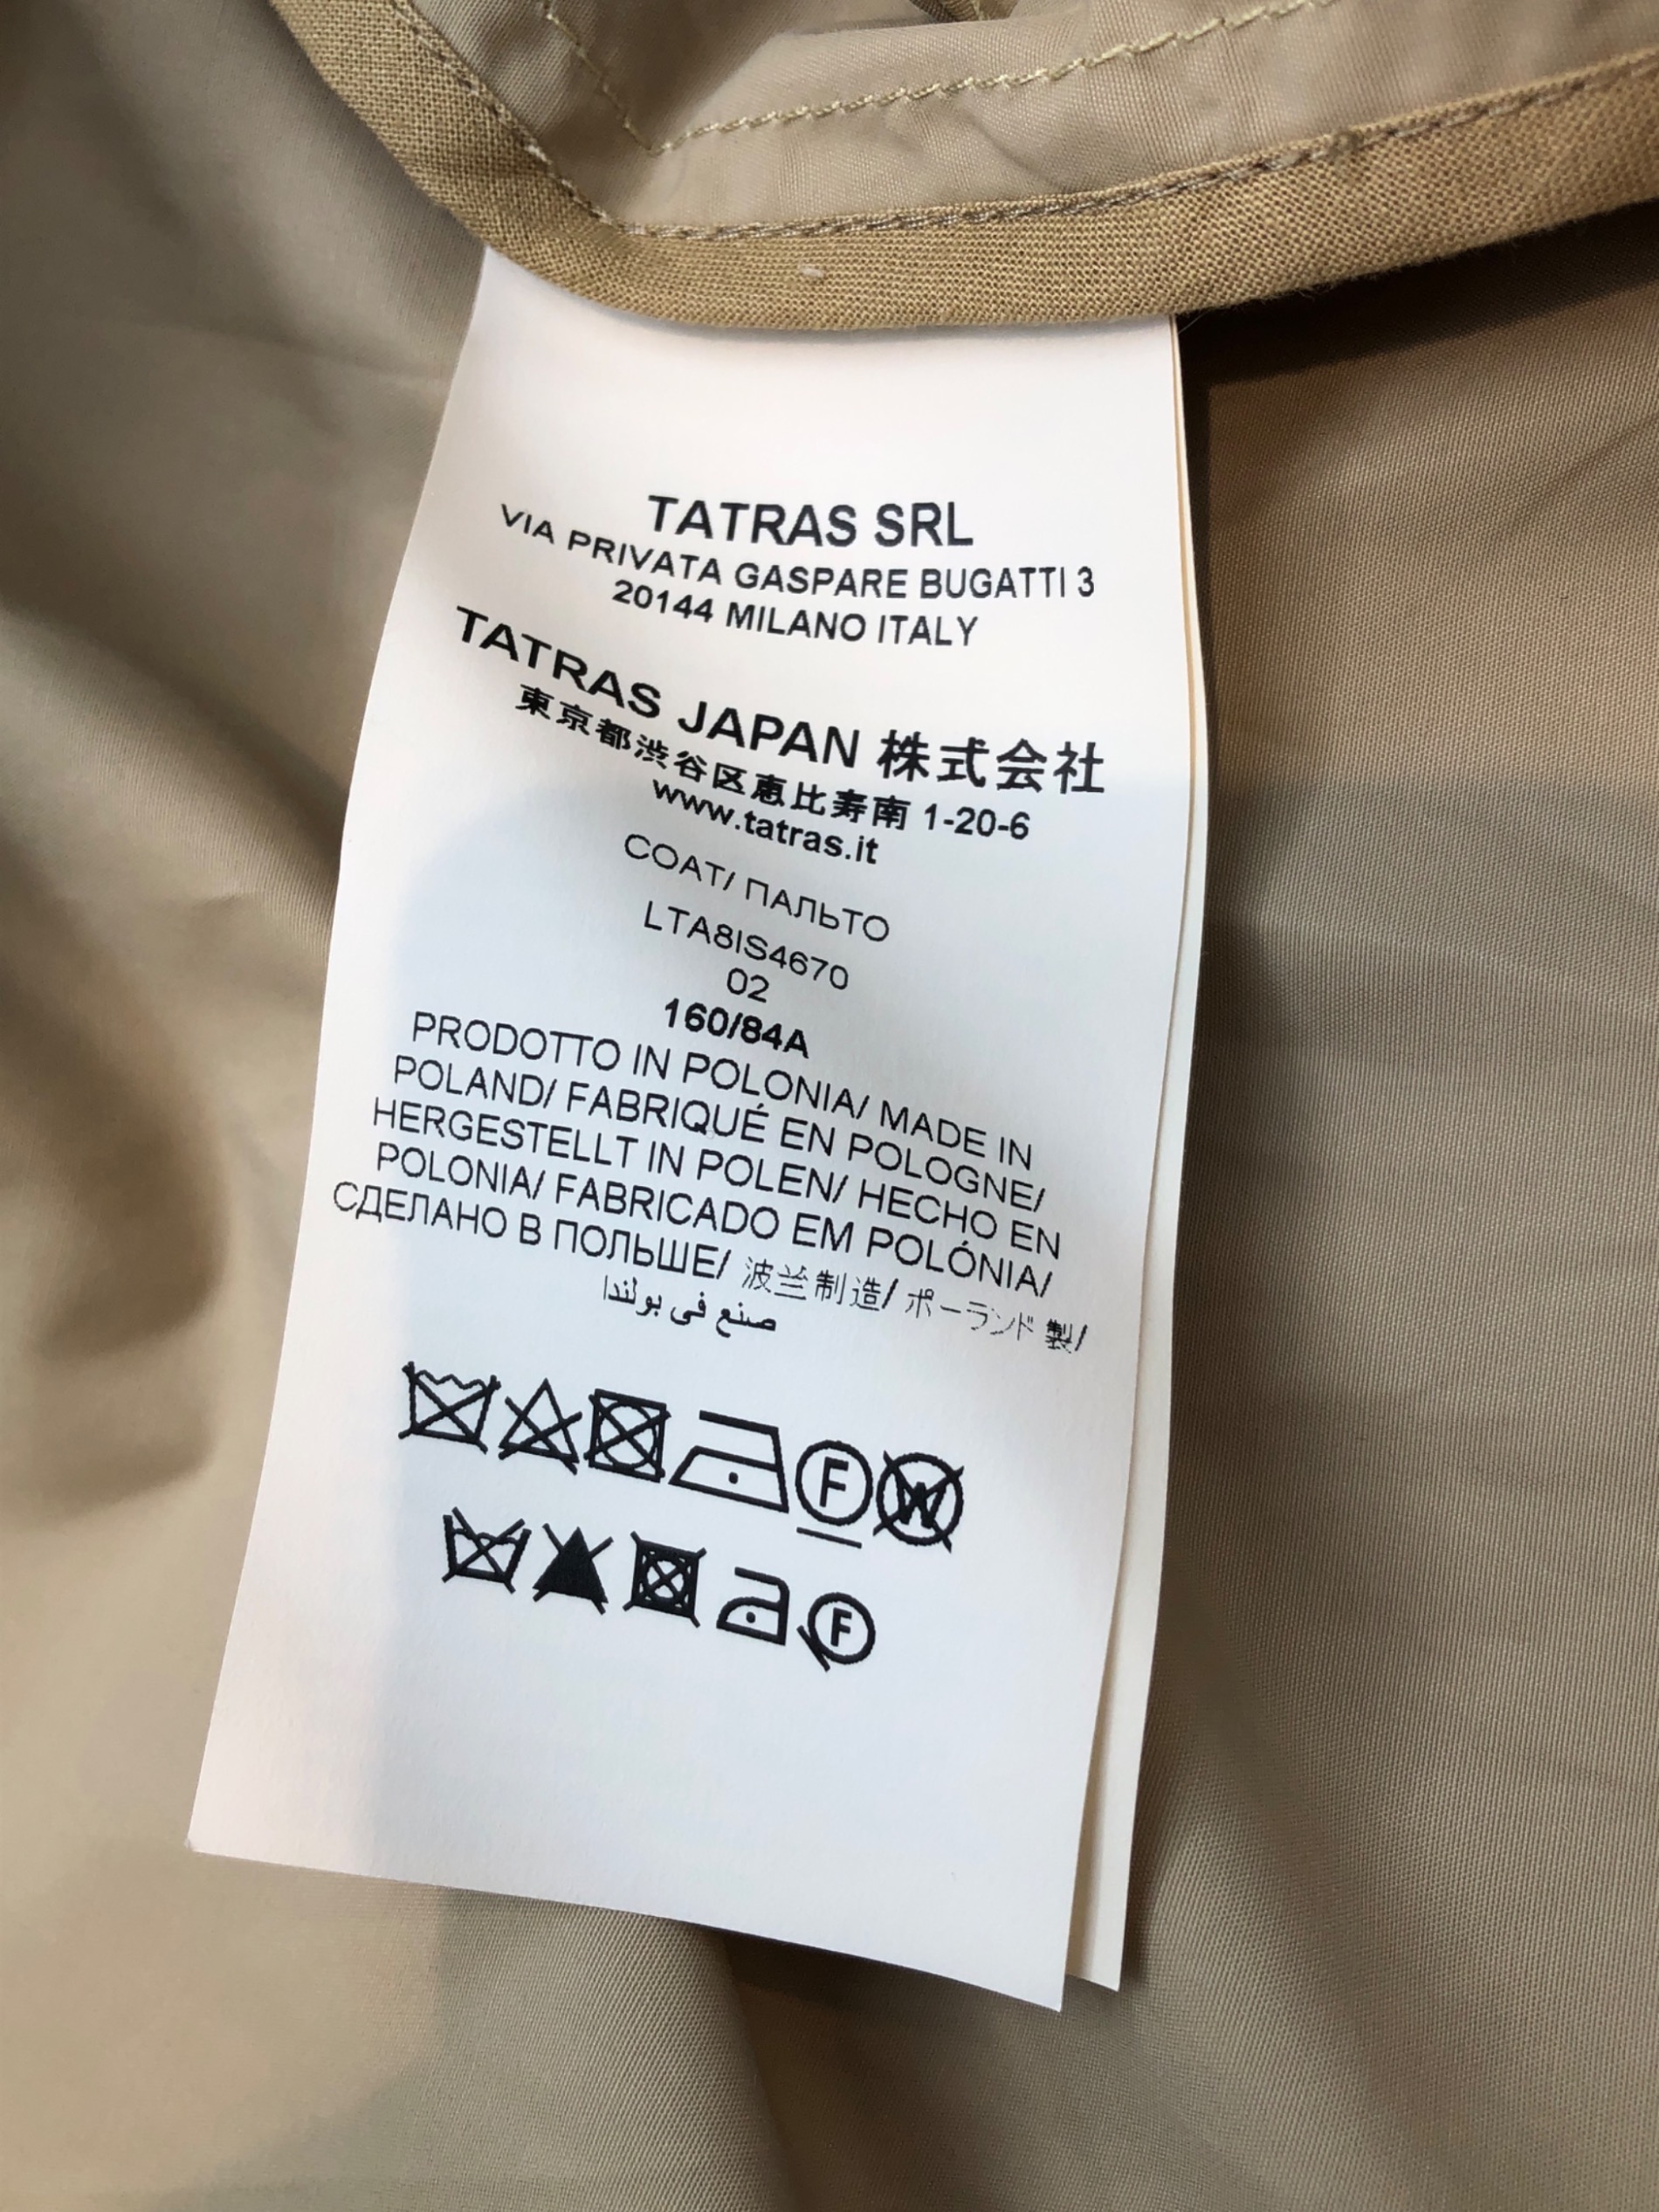 TATRAS SRL
VIA PRIVATA GASPARE BUGATTI 3
20144 MILANO ITALY
TATRAS JAPAN 株式会社
東京都渋谷区恵比寿南 1-20-6
www.tatras.it
COAT/ ПАЛЬТО
LTA8IS4670
02
160/84A
PRODOTTO IN POLONIA/ MADE IN
POLAND/ FABRIQUÉ EN POLOGNE/
HERGESTELLT IN POLEN/ HECHO EN
POLONIA/ FABRICADO EM POLÓNIA/
СДЕЛАНО В ПОЛЬШЕ/ 波兰制造/ ポーランド製/
صنع في بولندا
F W
F